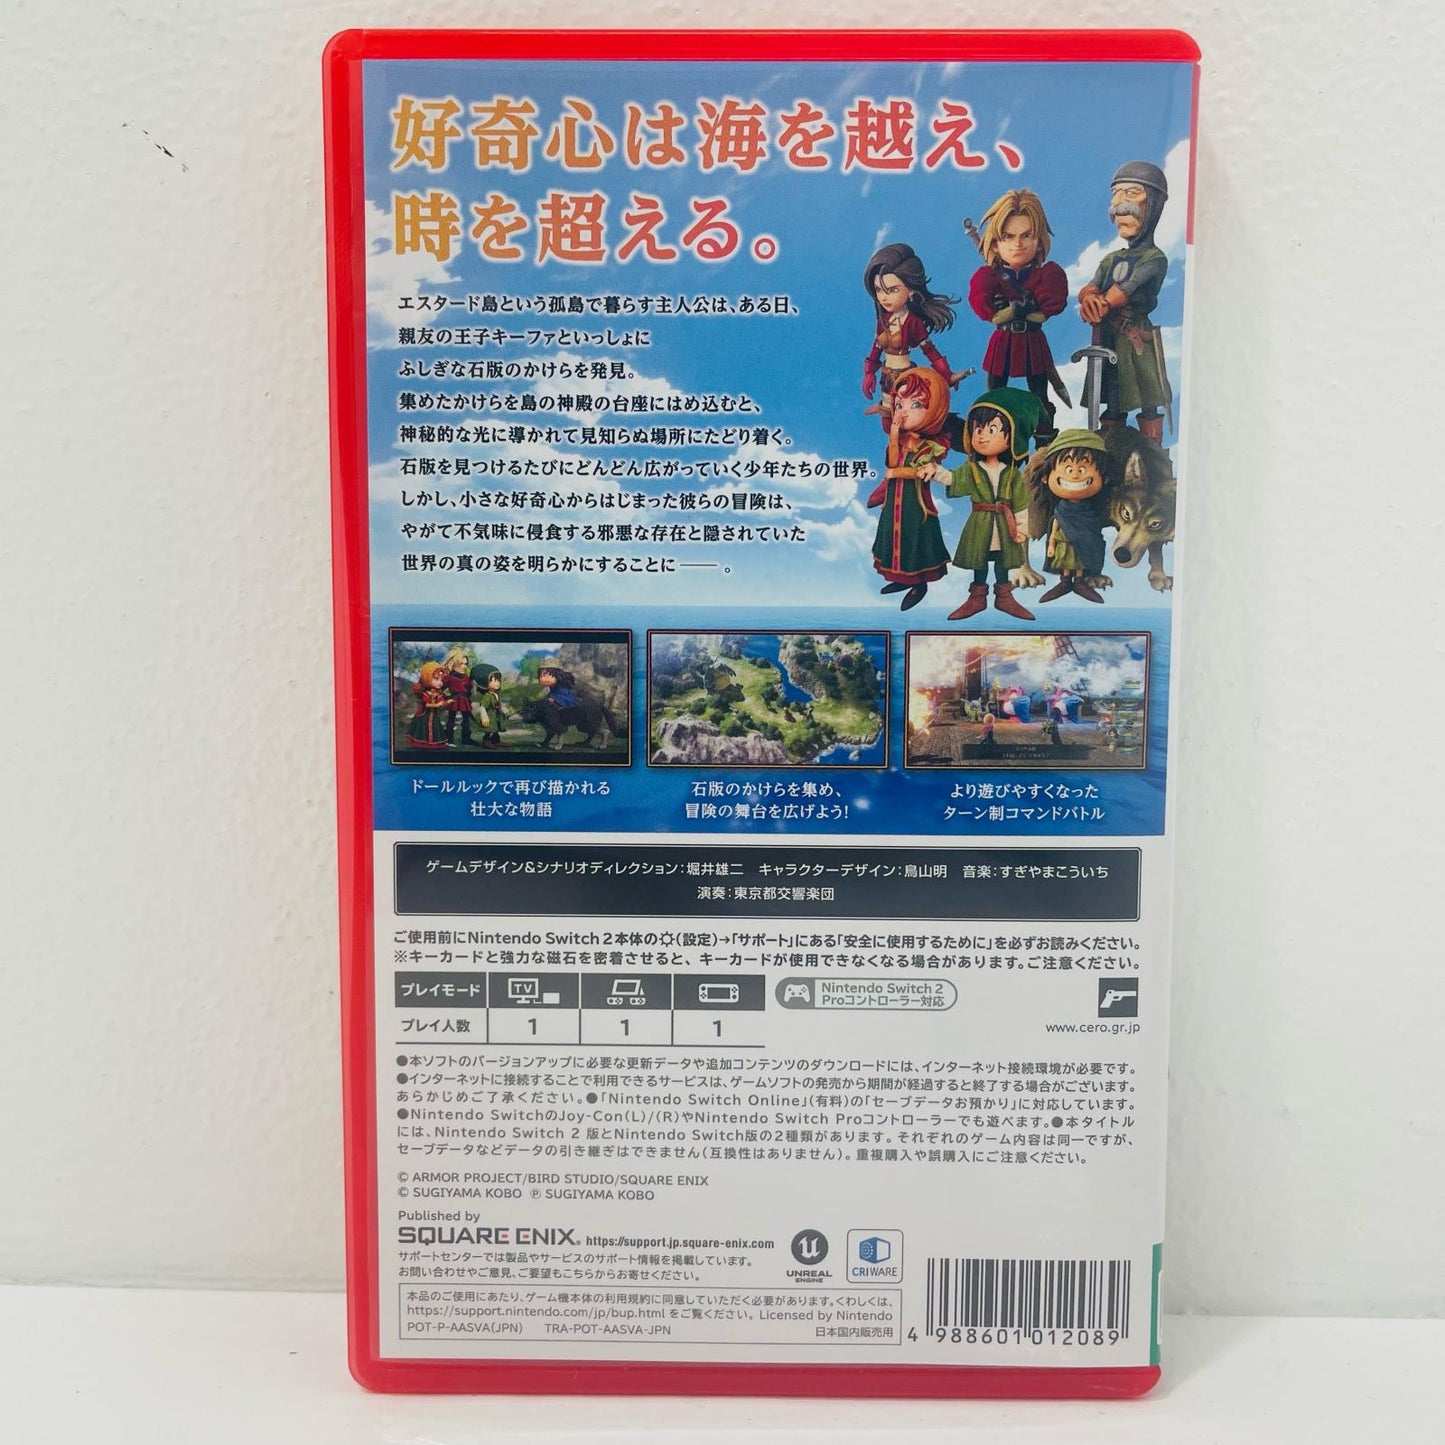 好奇心は海を越え、
時を超える。
エスタード島という孤島で暮らす主人公は、ある日、
親友の王子キーファといっしょに
ふしぎな石版のかけらを発見。
集めたかけらを島の神殿の台座にはめ込むと、
神秘的な光に導かれて見知らぬ場所にたどり着く。
石版を見つけるたびにどんどん広がっていく少年たちの世界。
しかし、小さな好奇心からはじまった彼らの冒険は、
やがて不気味に侵食する邪悪な存在と隠されていた
世界の真の姿を明らかにすることに――。
ドールルックで再び描かれる
壮大な物語
石版のかけらを集め、
冒険の舞台を広げよう!
より遊びやすくなった
ターン制コマンドバトル
ゲームデザイン&シナリオディレクション:堀井雄二 キャラクターデザイン:鳥山明 音楽:すぎやまこういち
演奏:東京都交響楽団
ご使用前にNintendo Switch 2本体の(設定)→「サポート」にある「安全に使用するために」を必ずお読みください。
※キーカードと強力な磁石を密着させると、キーカードが使用できなくなる場合があります。ご注意ください。
プレイモード TV
プレイ人数 1 1 1
Nintendo Switch 2
Proコントローラー対応
www.cero.gr.jp
●本ソフトのバージョンアップに必要な更新データや追加コンテンツのダウンロードには、インターネット接続環境が必要です。
●インターネットに接続することで利用できるサービスは、ゲームソフトの発売から期間が経過すると終了する場合がございます。
あらかじめご了承ください。●「Nintendo Switch Online」(有料)の「セーブデータお預かり」に対応しています。
●Nintendo SwitchのJoy-Con(L)/(R)やNintendo Switch Proコントローラーでも遊べます。●本タイトル
には、Nintendo Switch 2 版とNintendo Switch版の2種類があります。それぞれのゲーム内容は同一ですが、
セーブデータなどデータの引き継ぎはできません(互換性はありません)。重複購入や誤購入にご注意ください。
© ARMOR PROJECT/BIRD STUDIO/SQUARE ENIX
© SUGIYAMA KOBO ℗ SUGIYAMA KOBO
Published by
SQUARE ENIX. https://support.jp.square-enix.com
サポートセンターでは製品やサービスのサポート情報を掲載しています。
お問い合わせやご意見、ご要望もこちらからお寄せください。
UNREAL
ENGINE
CRIWARE
本品のご使用にあたり、ゲーム機本体の利用規約に同意していただく必要があります。くわしくは、
https://support.nintendo.com/jp/bup.html をご覧ください。Licensed by Nintendo
POT-P-AASVA(JPN) TRA-POT-AASVA-JPN 日本国内販売用
4 988601 012089